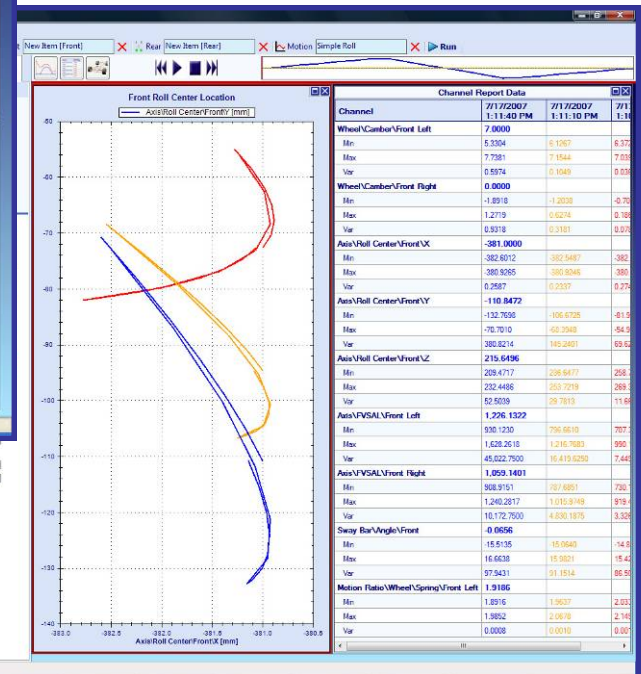 New Item [Front] Rear New Item [Rear] Motion Simple Roll Run
Front Roll Center Location
Axis\Roll Center\Front\Y [mm]
-50
-60
-70
-80
-90
-100
-110
-120
-130
-140
-383.0 -382.5 -382.0 -381.5 -381.0 -380.5
Axis\Roll Center\Front\X [mm]
Channel Report Data
Channel 7/17/2007 1:11:40 PM 7/17/2007 1:11:10 PM
Wheel\Camber\Front Left 7.0000
Min 5.3304 6.1267
Max 7.7381 7.1544
Var 0.5974 0.1049
Wheel\Camber\Front Right 0.0000
Min -1.8918 -1.2038
Max 1.2719 0.6274
Var 0.9318 0.3181
Axis\Roll Center\Front\X -381.0000
Min -382.6012 -382.5487
Max -380.9265 -380.9246
Var 0.2587 0.2337
Axis\Roll Center\Front\Y -110.8472
Min -132.7698 -106.6725
Max -70.7010
Var 380.8214 145.2401
Axis\Roll Center\Front\Z 215.6496
Min 209.4717 236.6477
Max 232.4486 253.7219
Var 52.5039 29.7813
Axis\FVSAL\Front Left 1,226.1322
Min 930.1230 796.6610
Max 1,628.2618 1,216.7683
Var 45,022.7500 16,419.6250
Axis\FVSAL\Front Right 1,059.1401
Min 908.9151 787.6851
Max 1,240.2817 1,015.8749
Var 10,172.7500 4,830.1875
Sway Bar\Angle\Front -0.0656
Min -15.5135 -15.0640
Max 16.6638 15.9821
Var 97.9431 91.1514
Motion Ratio\Wheel\Spring\Front Left 1.9186
Min 1.8916 1.9637
Max 1.9852 2.0678
Var 0.0008 0.0010